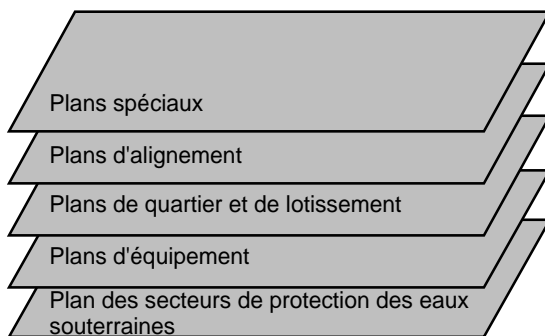 Plans spéciaux
Plans d'alignement
Plans de quartier et de lotissement
Plans d'équipement
Plan des secteurs de protection des eaux
souterraines